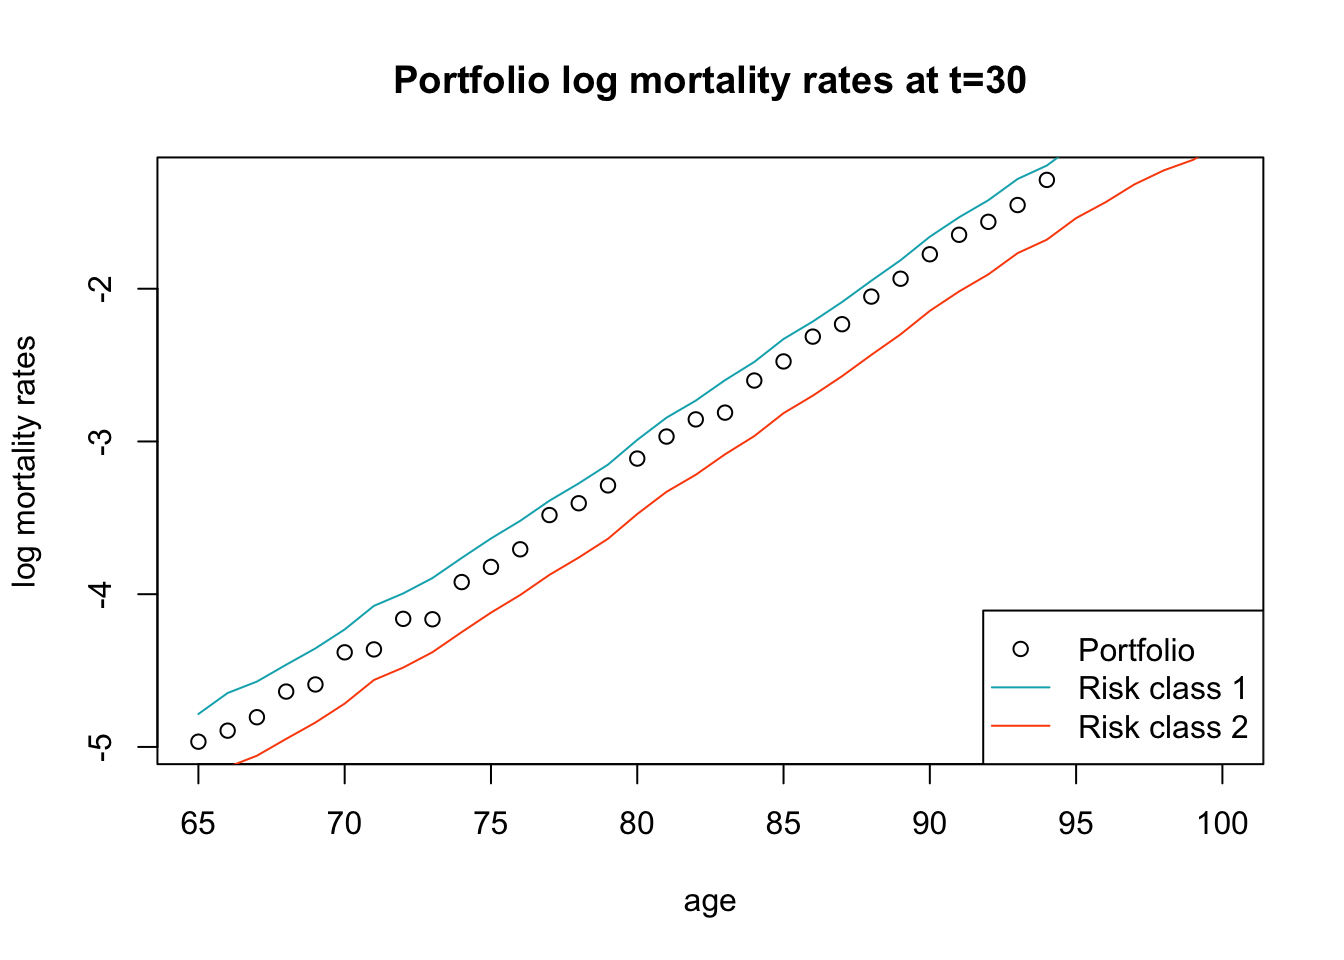 Portfolio log mortality rates at t=30
log mortality rates
-2
-3
-4
-5
65 70 75 80 85 90 95 100
age
Portfolio
Risk class 1
Risk class 2